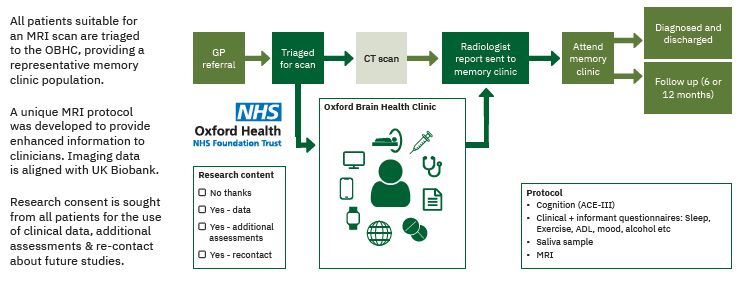 All patients suitable for
an MRI scan are triaged
to the OBHC, providing a
representative memory
clinic population.
A unique MRI protocol
was developed to provide
enhanced information to
clinicians. Imaging data
is aligned with UK Biobank.
Research consent is sought
from all patients for the use
of clinical data, additional
assessments & re-contact
about future studies.
GP
referral
Triaged
for scan
CT scan
Radiologist
report sent to
memory clinic
Attend
memory
clinic
Diagnosed and
discharged
Follow up (6 or
12 months)
NHS
Oxford Health
NHS Foundation Trust
Research content
No thanks
Yes - data
Yes - additional
assessments
Yes - recontact
Oxford Brain Health Clinic
Protocol
• Cognition (ACE-III)
• Clinical + informant questionnaires: Sleep,
Exercise, ADL, mood, alcohol etc
• Saliva sample
• MRI